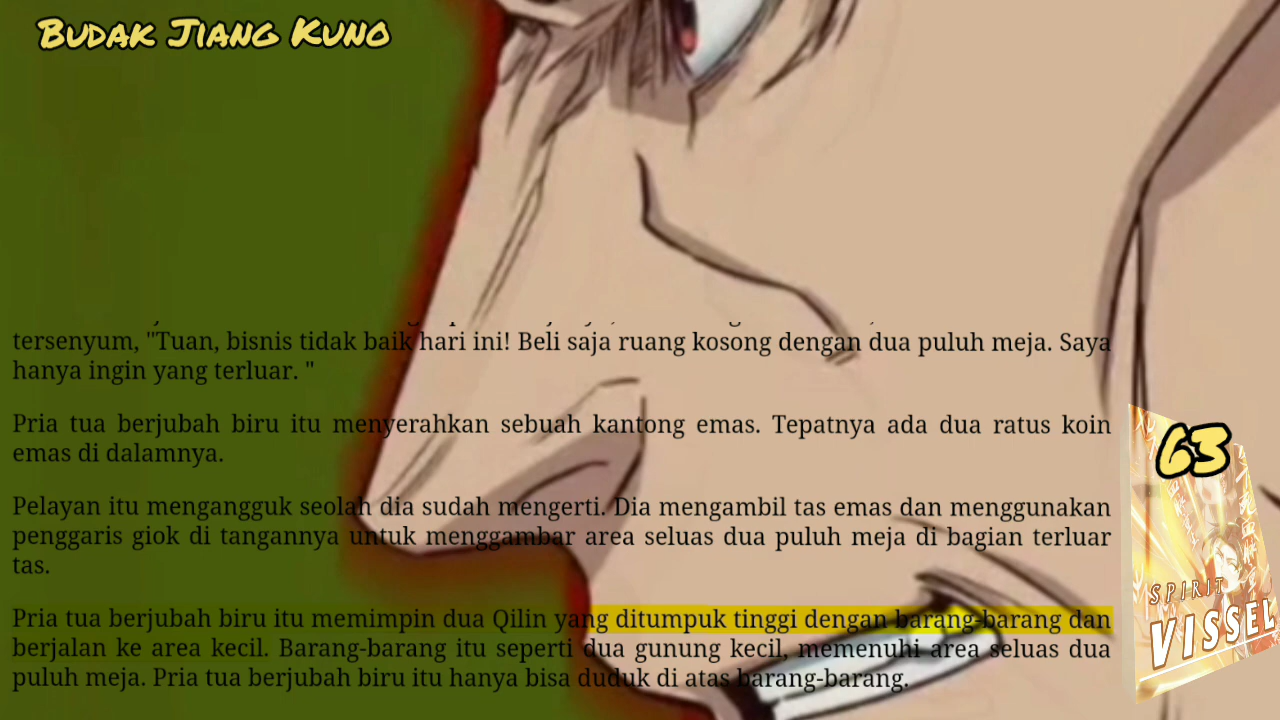 Budak Jiang Kuno
tersenyum, "Tuan, bisnis tidak baik hari ini! Beli saja ruang kosong dengan dua puluh meja. Saya
hanya ingin yang terluar. "
Pria tua berjubah biru itu menyerahkan sebuah kantong emas. Tepatnya ada dua ratus koin
emas di dalamnya.
Pelayan itu mengangguk seolah dia sudah mengerti. Dia mengambil tas emas dan menggunakan
penggaris giok di tangannya untuk menggambar area seluas dua puluh meja di bagian terluar
tas.
Pria tua berjubah biru itu memimpin dua Qilin yang ditumpuk tinggi dengan barang-barang dan
berjalan ke area kecil. Barang-barang itu seperti dua gunung kecil, memenuhi area seluas dua
puluh meja. Pria tua berjubah biru itu hanya bisa duduk di atas barang-barang.
63
SPIRIT
VISSEL